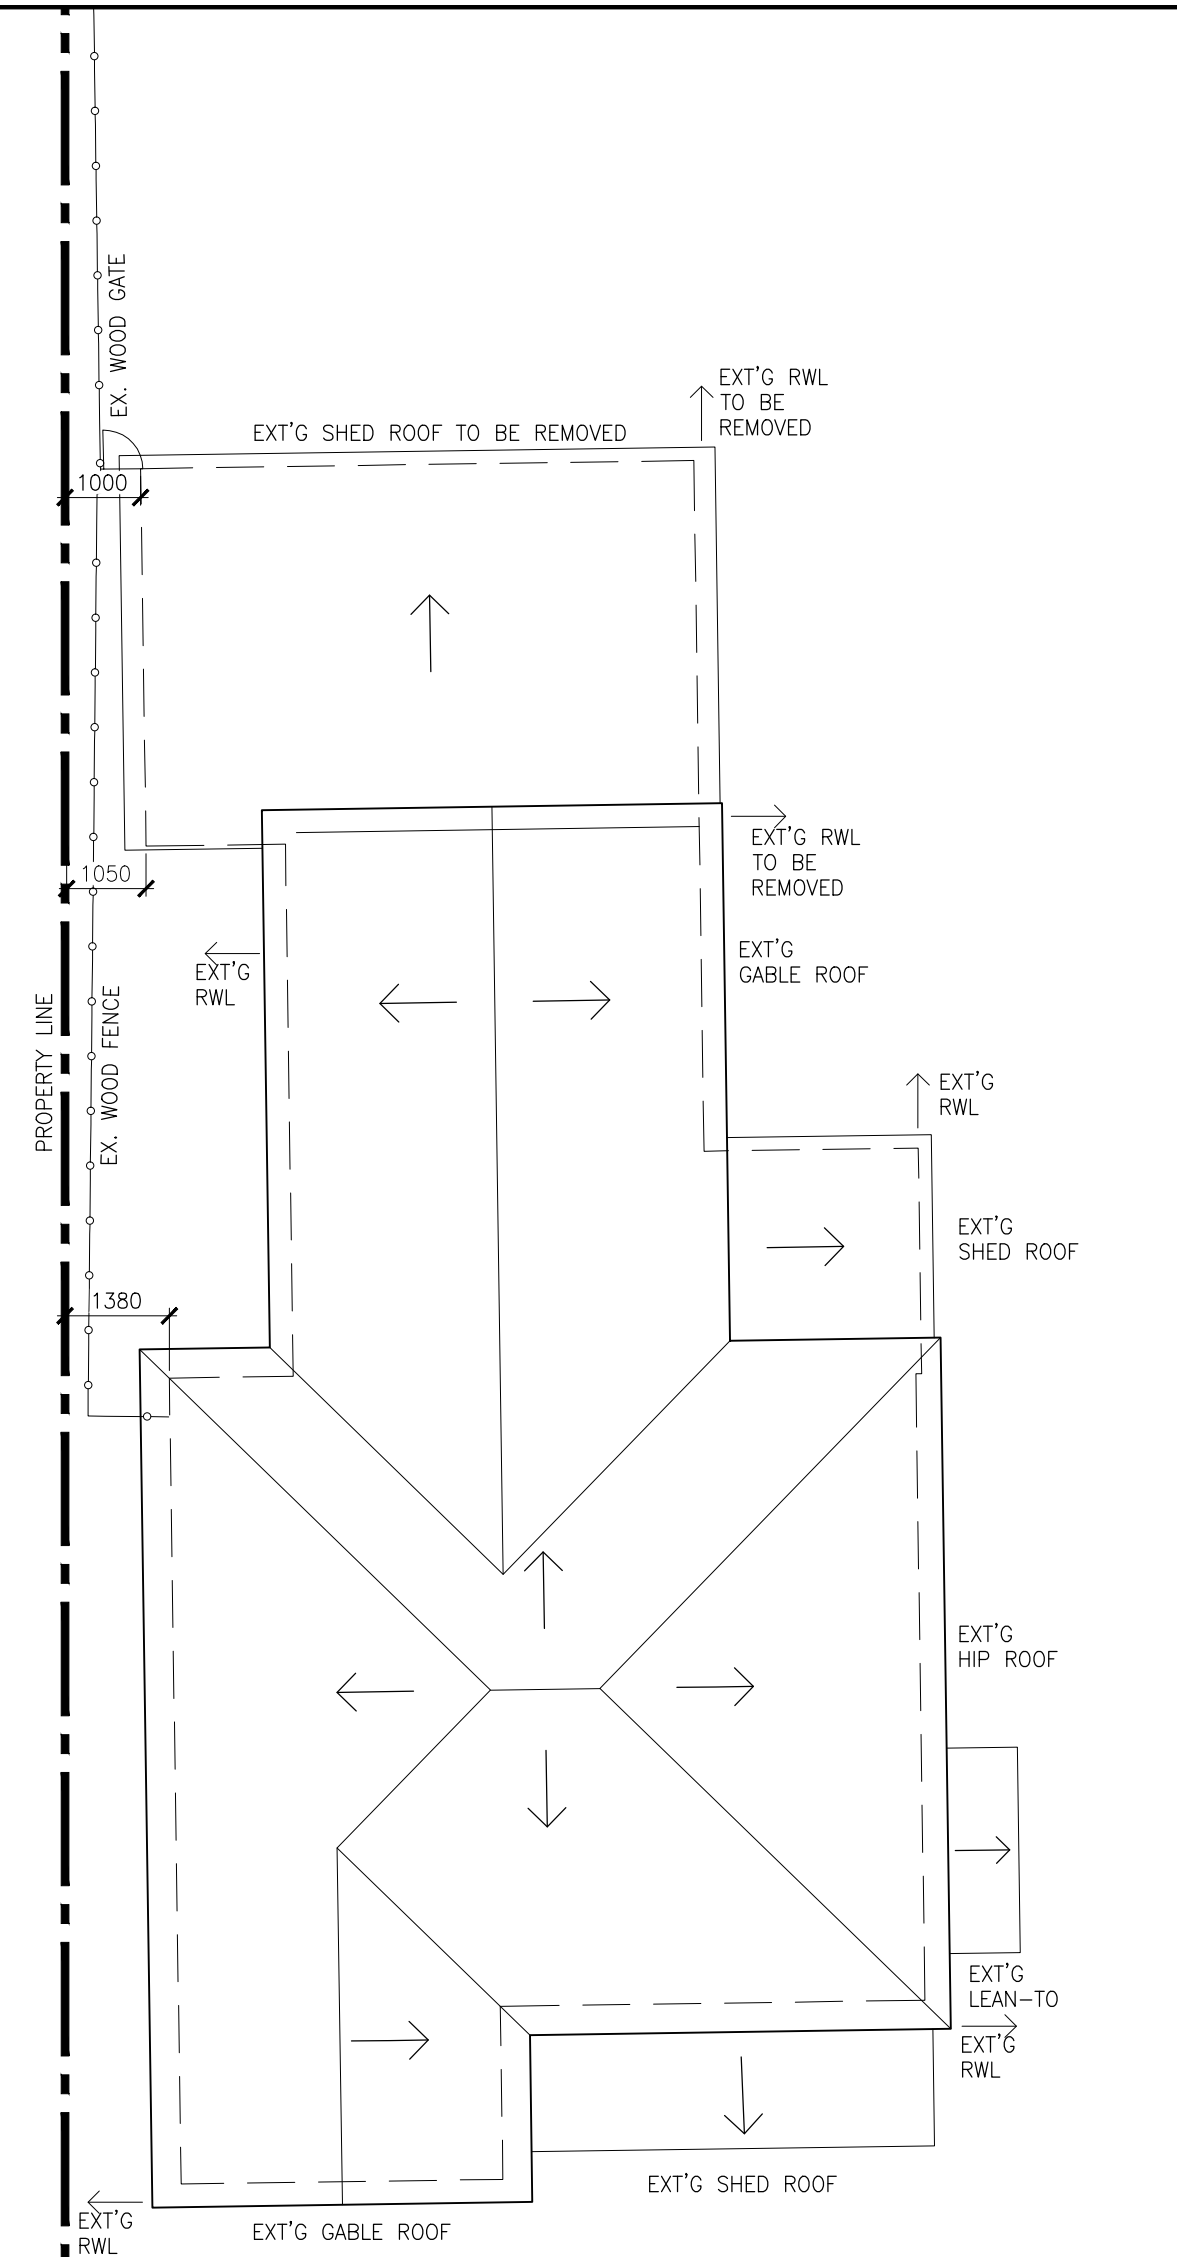 EX. WOOD GATE
EXT'G RWL
TO BE
REMOVED
EXT'G SHED ROOF TO BE REMOVED
1000
EXT'G RWL
TO BE
REMOVED
1050
EXT'G
GABLE ROOF
EXT'G
RWL
PROPERTY LINE
EX. WOOD FENCE
EXT'G
RWL
EXT'G
SHED ROOF
1380
EXT'G
HIP ROOF
EXT'G
LEAN-TO
EXT'G
RWL
EXT'G SHED ROOF
EXT'G
RWL
EXT'G GABLE ROOF